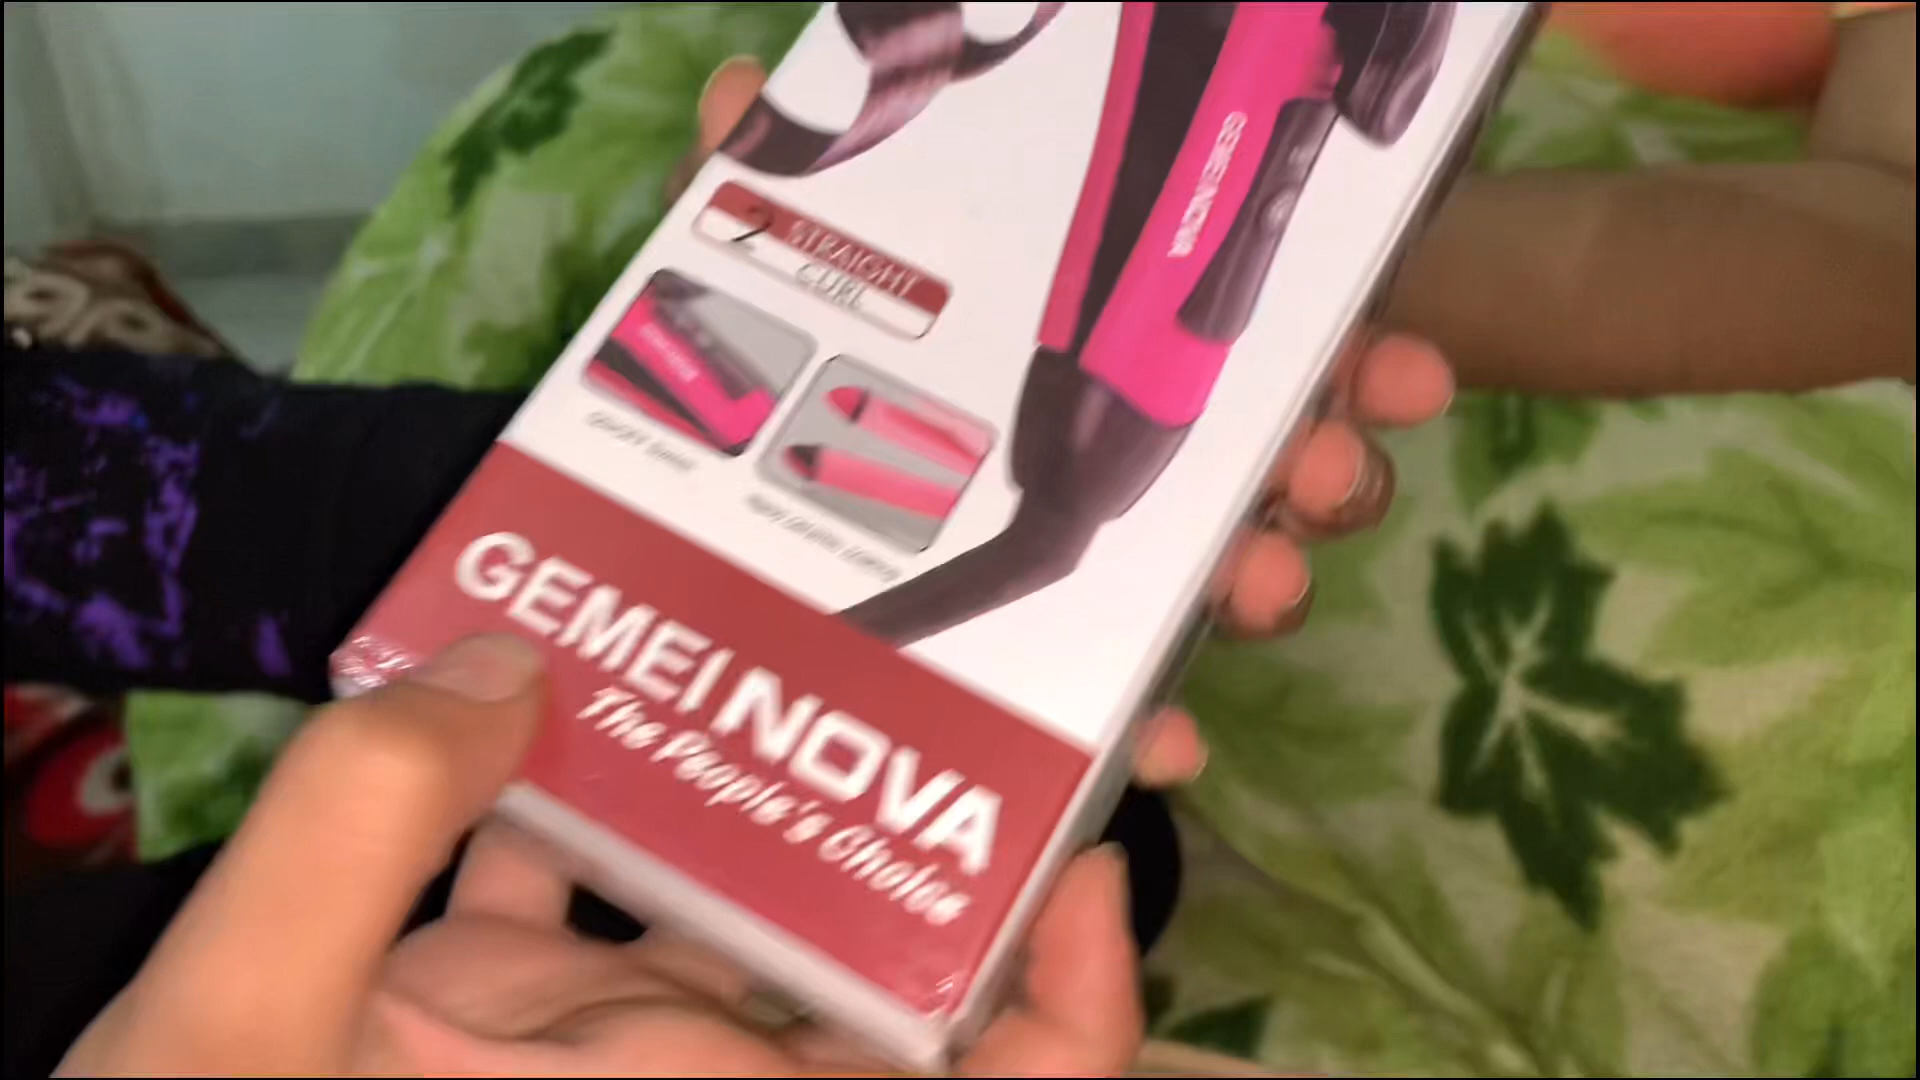 GEMEI NOVA
2 STRAIGHT
CURL
GEMEI NOVA
The People's Choice